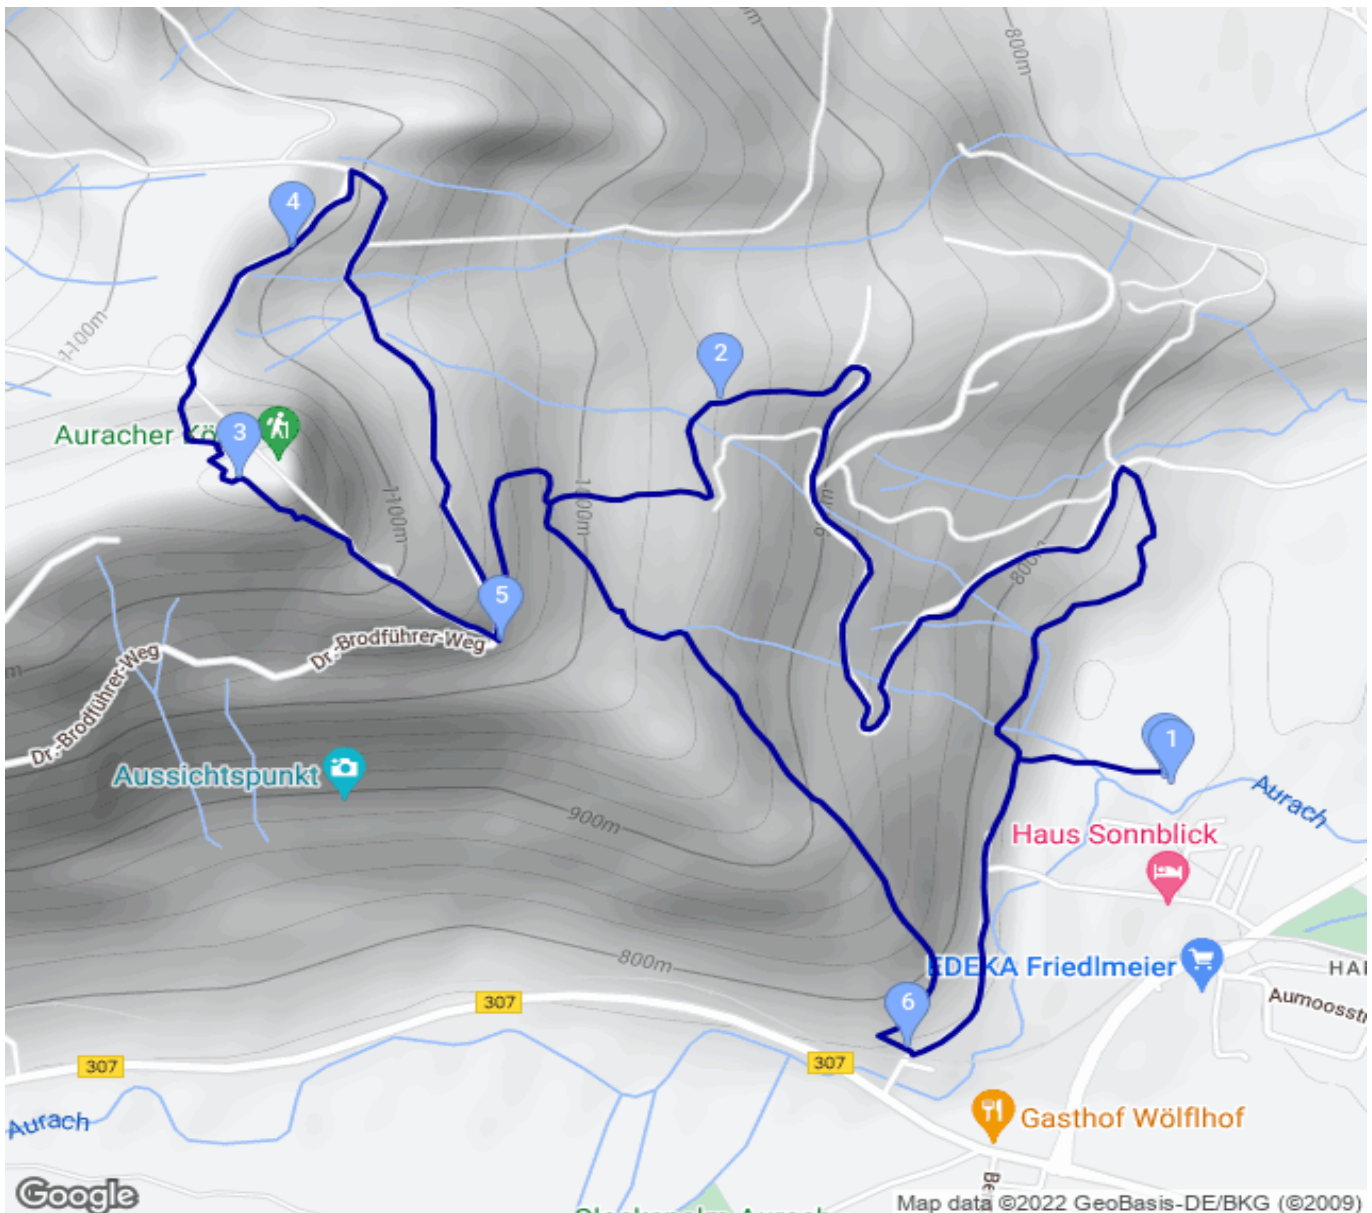 800m
4
1100m
2
Auracher Kö
3
1100m
5
Dr.-Brodführer-Weg
Dr.-Brodführer-Weg
800m
1
Aussichtspunkt
Aurach
900m
Haus Sonnblick
800m
EDEKA Friedlmeier
6
307
Aumoosstr
307
307
Aurach
Gasthof Wölflhof
Google
Map data ©2022 GeoBasis-DE/BKG (©2009)